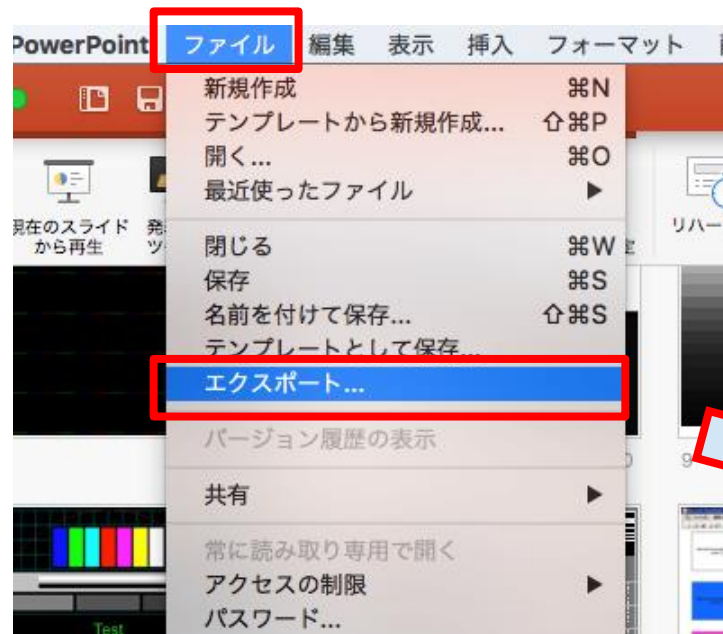 PowerPoint ファイル 編集 表示 挿入 フォーマット
新規作成 ⌘N
テンプレートから新規作成... ⇧⌘P
開く... ⌘O
最近使ったファイル ▶
現在のスライド
から再生
リハー
閉じる ⌘W
保存 ⌘S
名前を付けて保存... ⇧⌘S
テンプレートとして保存...
エクスポート...
バージョン履歴の表示
9
共有 ▶
常に読み取り専用で開く
アクセスの制限 ▶
パスワード...
Test